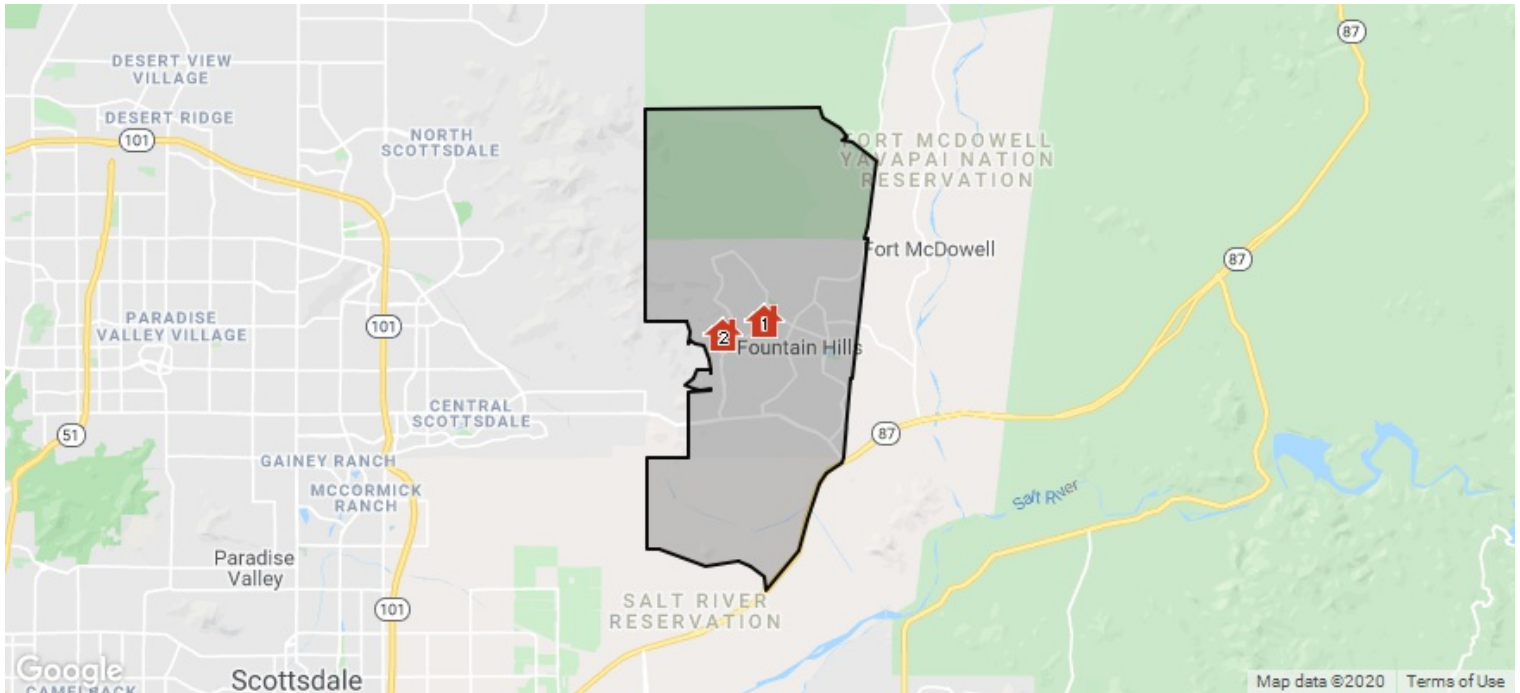 87
DESERT VIEW
VILLAGE
DESERT RIDGE
101
NORTH
SCOTTSDALE
FORT MCDOWELL
YAVAPAI NATION
RESERVATION
Fort McDowell
87
PARADISE
VALLEY VILLAGE
101
1
2
Fountain Hills
CENTRAL
SCOTTSDALE
51
87
GAINEY RANCH
MCCORMICK
RANCH
Salt River
Paradise
Valley
101
SALT RIVER
RESERVATION
Google
Scottsdale
CAMELBACK
Map data ©2020
Terms of Use